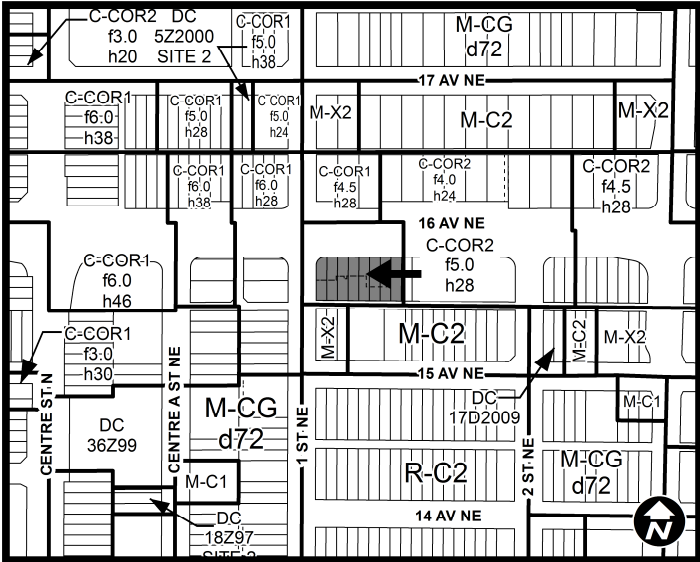 C-COR2
f3.0
h20
DC
5Z2000
SITE 2
C-COR1
f5.0
h38
M-CG
d72
17 AV NE
C-COR1
f6.0
h38
C-COR1
f5.0
h28
C-COR1
f5.0
h24
M-X2
M-C2
M-X2
C-COR1
f6.0
h38
C-COR1
f6.0
h28
C-COR1
f4.5
h28
C-COR2
f4.0
h24
C-COR2
f4.5
h28
16 AV NE
C-COR1
f6.0
h46
C-COR2
f5.0
h28
C-COR1
f3.0
h30
M-X2
M-C2
M-C2
M-X2
15 AV NE
CENTRE ST N
CENTRE A ST NE
1 ST NE
2 ST NE
DC
36Z99
M-CG
d72
DC
17D2009
M-C1
M-C1
R-C2
M-CG
d72
14 AV NE
DC
18Z97
SITE 2
N